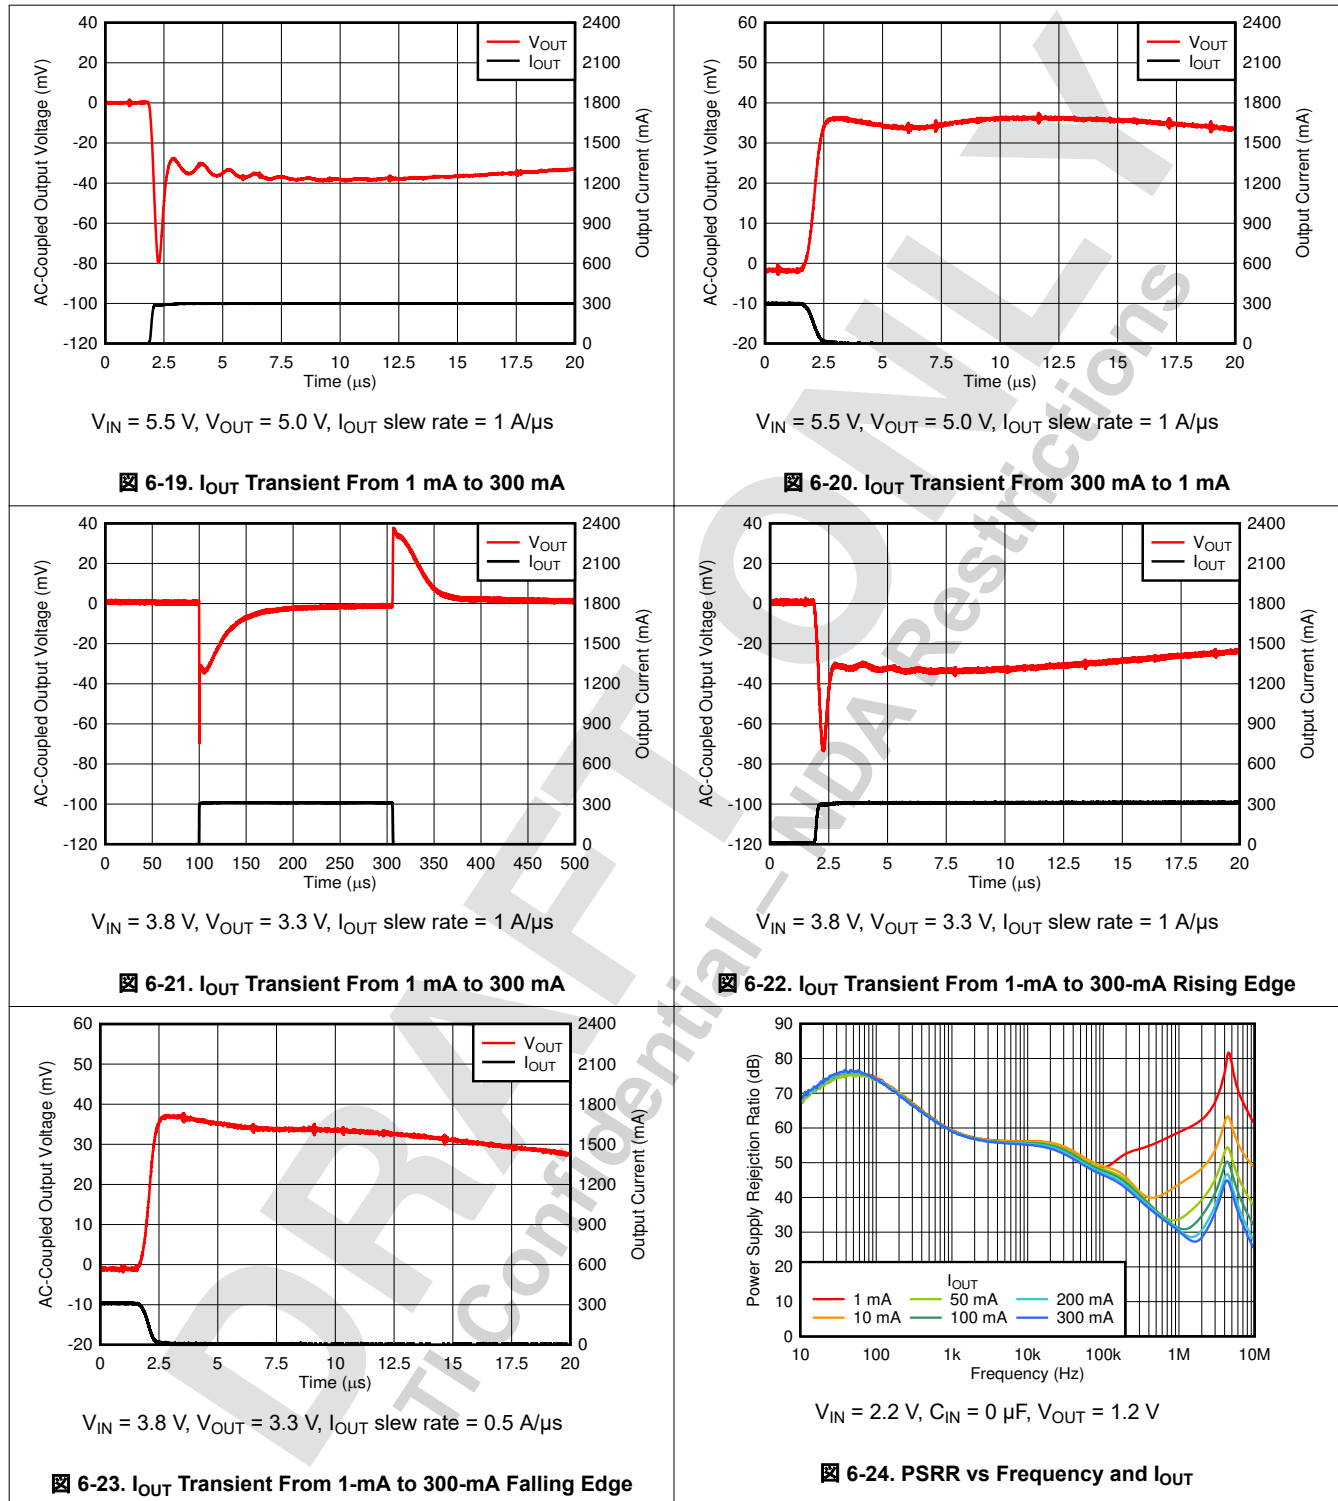 40
20
0
-20
-40
-60
-80
-100
-120
2400
2100
1800
1500
1200
900
600
300
0
0 2.5 5 7.5 10 12.5 15 17.5 20
Time (μs)
AC-Coupled Output Voltage (mV)
Output Current (mA)
VOUT
IOUT
VIN = 5.5 V, VOUT = 5.0 V, IOUT slew rate = 1 A/μs
図 6-19. IOUT Transient From 1 mA to 300 mA
60
50
40
30
20
10
0
-10
-20
2400
2100
1800
1500
1200
900
600
300
0
0 2.5 5 7.5 10 12.5 15 17.5 20
Time (μs)
AC-Coupled Output Voltage (mV)
Output Current (mA)
VOUT
IOUT
VIN = 5.5 V, VOUT = 5.0 V, IOUT slew rate = 1 A/μs
図 6-20. IOUT Transient From 300 mA to 1 mA
40
20
0
-20
-40
-60
-80
-100
-120
2400
2100
1800
1500
1200
900
600
300
0
0 50 100 150 200 250 300 350 400 450 500
Time (μs)
AC-Coupled Output Voltage (mV)
Output Current (mA)
VOUT
IOUT
VIN = 3.8 V, VOUT = 3.3 V, IOUT slew rate = 1 A/μs
図 6-21. IOUT Transient From 1 mA to 300 mA
40
20
0
-20
-40
-60
-80
-100
-120
2400
2100
1800
1500
1200
900
600
300
0
0 2.5 5 7.5 10 12.5 15 17.5 20
Time (μs)
AC-Coupled Output Voltage (mV)
Output Current (mA)
VOUT
IOUT
VIN = 3.8 V, VOUT = 3.3 V, IOUT slew rate = 1 A/μs
図 6-22. IOUT Transient From 1-mA to 300-mA Rising Edge
60
50
40
30
20
10
0
-10
-20
2400
2100
1800
1500
1200
900
600
300
0
0 2.5 5 7.5 10 12.5 15 17.5 20
Time (μs)
AC-Coupled Output Voltage (mV)
Output Current (mA)
VOUT
IOUT
VIN = 3.8 V, VOUT = 3.3 V, IOUT slew rate = 0.5 A/μs
図 6-23. IOUT Transient From 1-mA to 300-mA Falling Edge
90
80
70
60
50
40
30
20
10
0
10 100 1k 10k 100k 1M 10M
Frequency (Hz)
Power Supply Rejejction Ratio (dB)
IOUT
1 mA 50 mA 200 mA
10 mA 100 mA 300 mA
VIN = 2.2 V, CIN = 0 μF, VOUT = 1.2 V
図 6-24. PSRR vs Frequency and IOUT
DRAFT ONLY
TI Confidential – NDA Restrictions